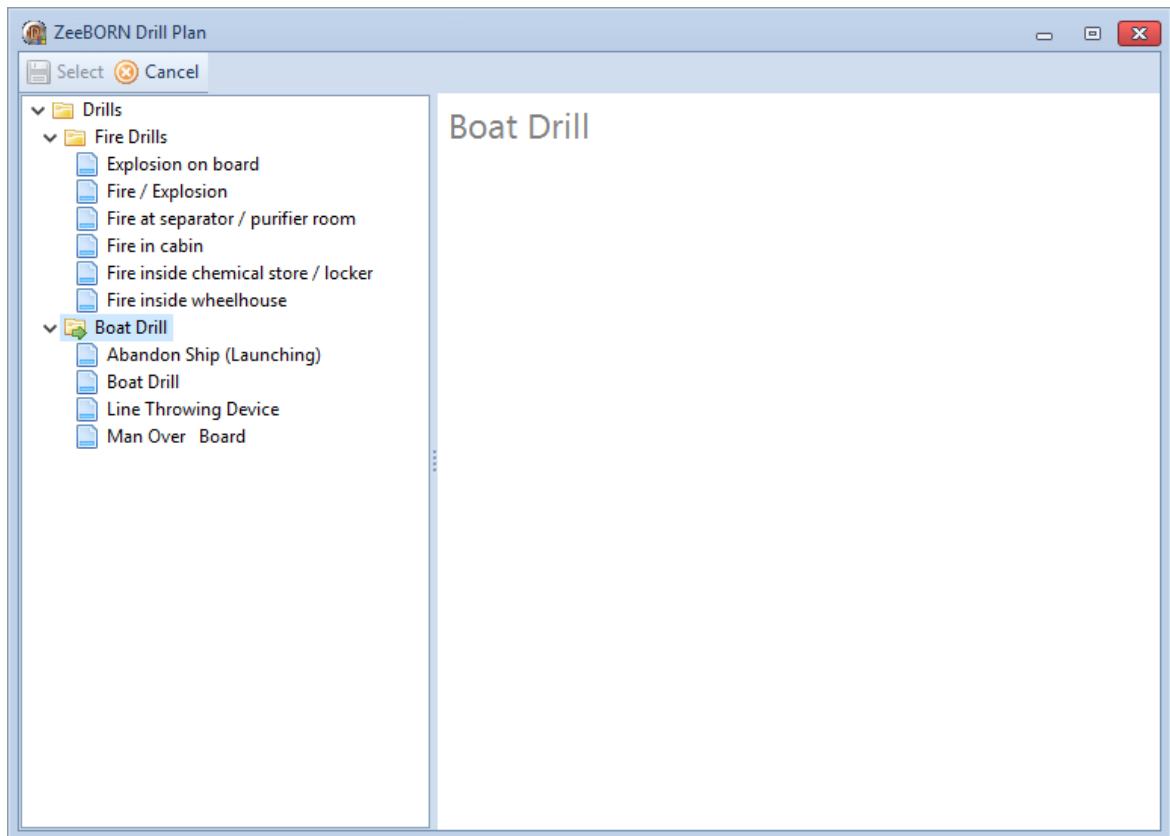 ZeeBORN Drill Plan
Select Cancel
Drills
Fire Drills
Explosion on board
Fire / Explosion
Fire at separator / purifier room
Fire in cabin
Fire inside chemical store / locker
Fire inside wheelhouse
Boat Drill
Abandon Ship (Launching)
Boat Drill
Line Throwing Device
Man Over  Board
Boat Drill